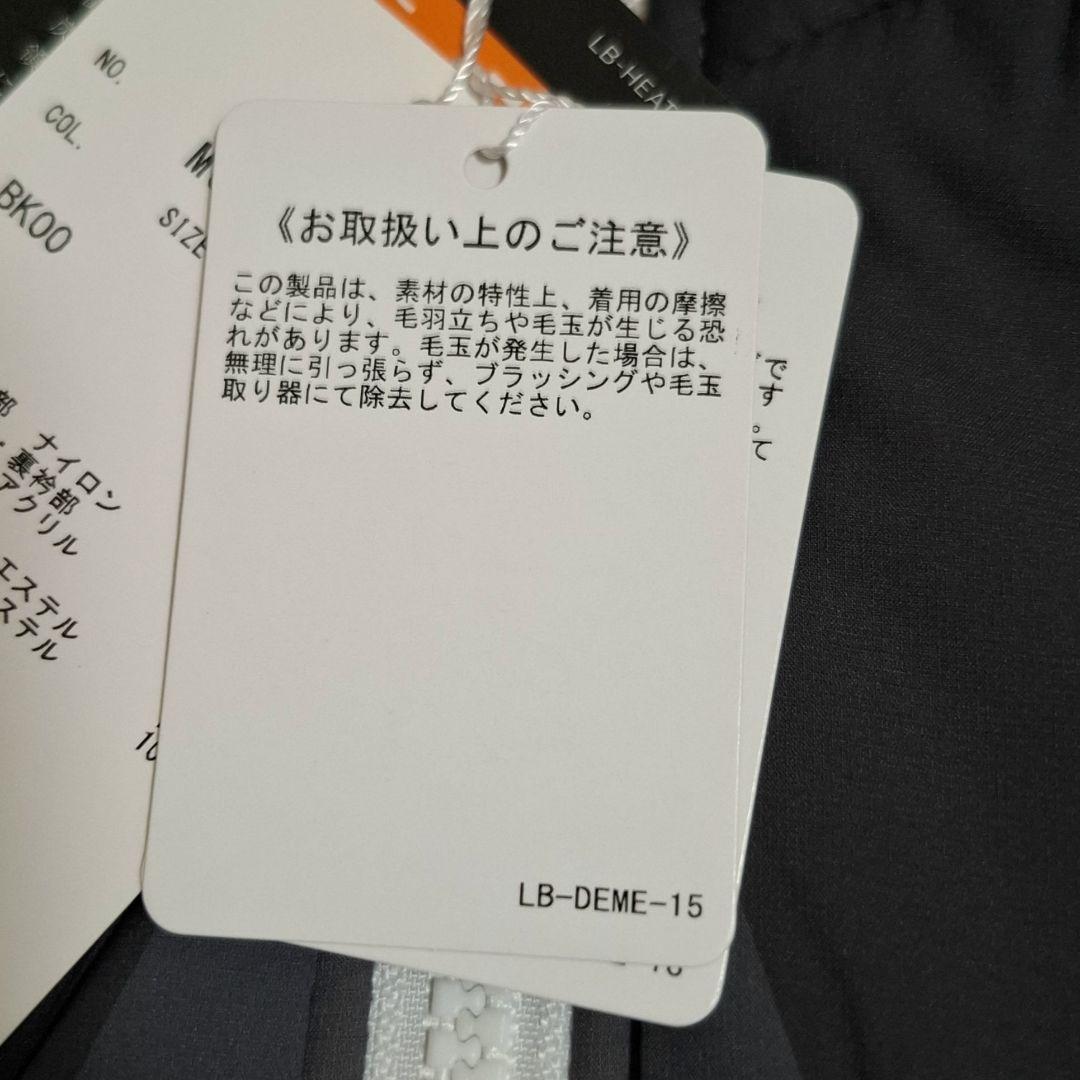 《お取扱い上のご注意》
この製品は、素材の特性上、着用の摩擦
などにより、毛羽立ちや毛玉が生じる恐
れがあります。毛玉が発生した場合は、
無理に引っ張らず、ブラッシングや毛玉
取り器にて除去してください。
LB-DEME-15
NO.
COL.
BK00
SIZE
部 ナイロン
・裏衿部
アクリル
エステル
ステル
10
LB-HEAT
です
す
。
て